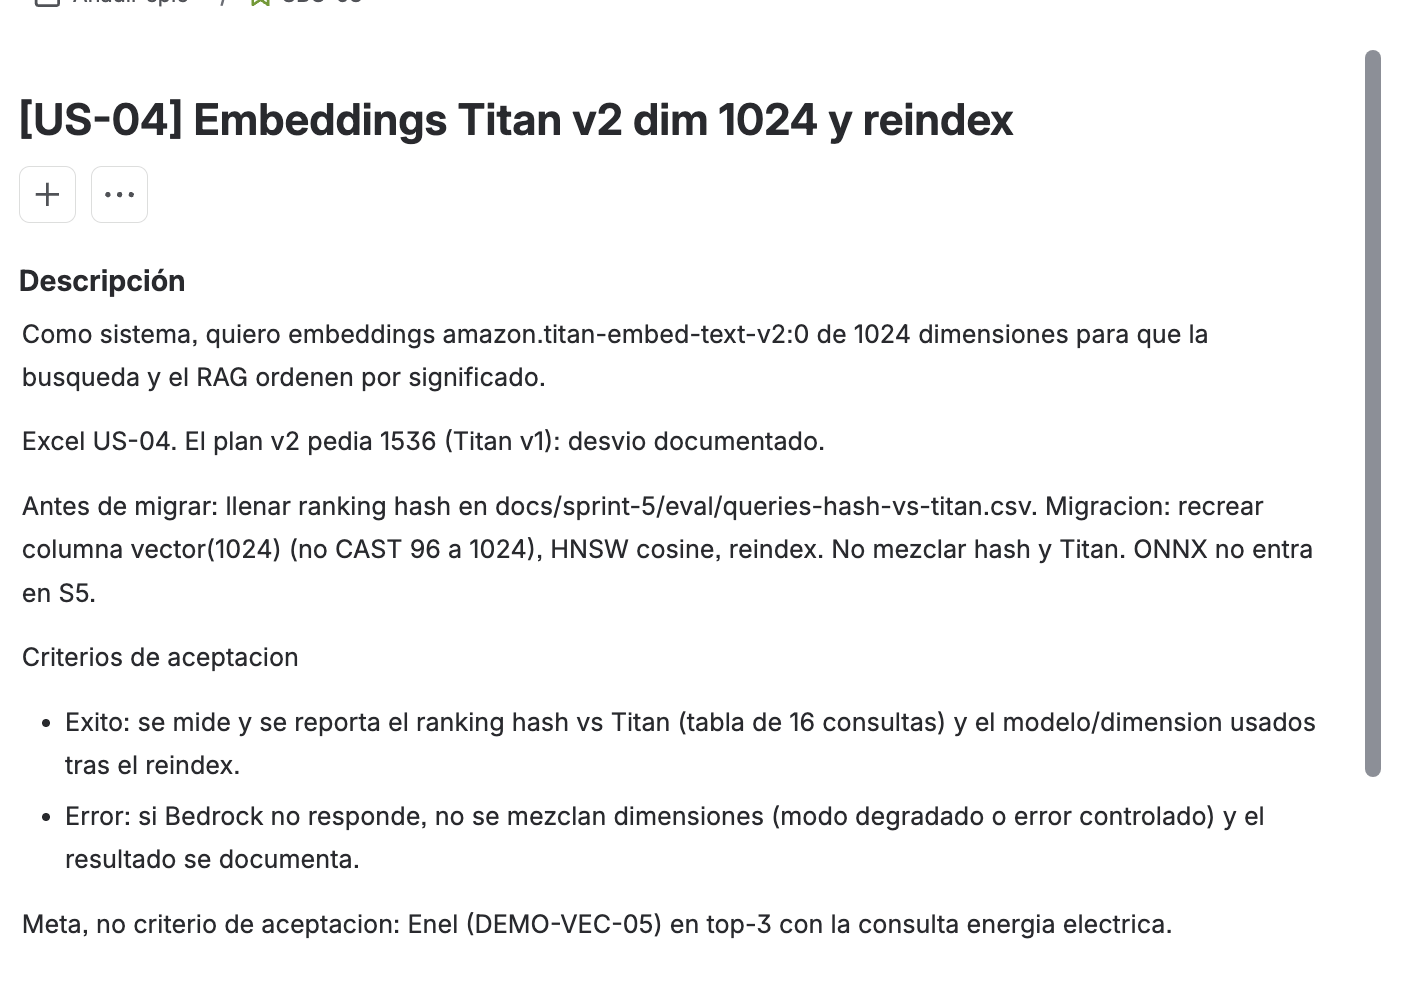 [US-04] Embeddings Titan v2 dim 1024 y reindex
Descripción
Como sistema, quiero embeddings amazon.titan-embed-text-v2:0 de 1024 dimensiones para que la
busqueda y el RAG ordenen por significado.
Excel US-04. El plan v2 pedia 1536 (Titan v1): desvio documentado.
Antes de migrar: llenar ranking hash en docs/sprint-5/eval/queries-hash-vs-titan.csv. Migracion: recrear
columna vector(1024) (no CAST 96 a 1024), HNSW cosine, reindex. No mezclar hash y Titan. ONNX no entra
en S5.
Criterios de aceptacion
• Exito: se mide y se reporta el ranking hash vs Titan (tabla de 16 consultas) y el modelo/dimension usados
tras el reindex.
• Error: si Bedrock no responde, no se mezclan dimensiones (modo degradado o error controlado) y el
resultado se documenta.
Meta, no criterio de aceptacion: Enel (DEMO-VEC-05) en top-3 con la consulta energia electrica.